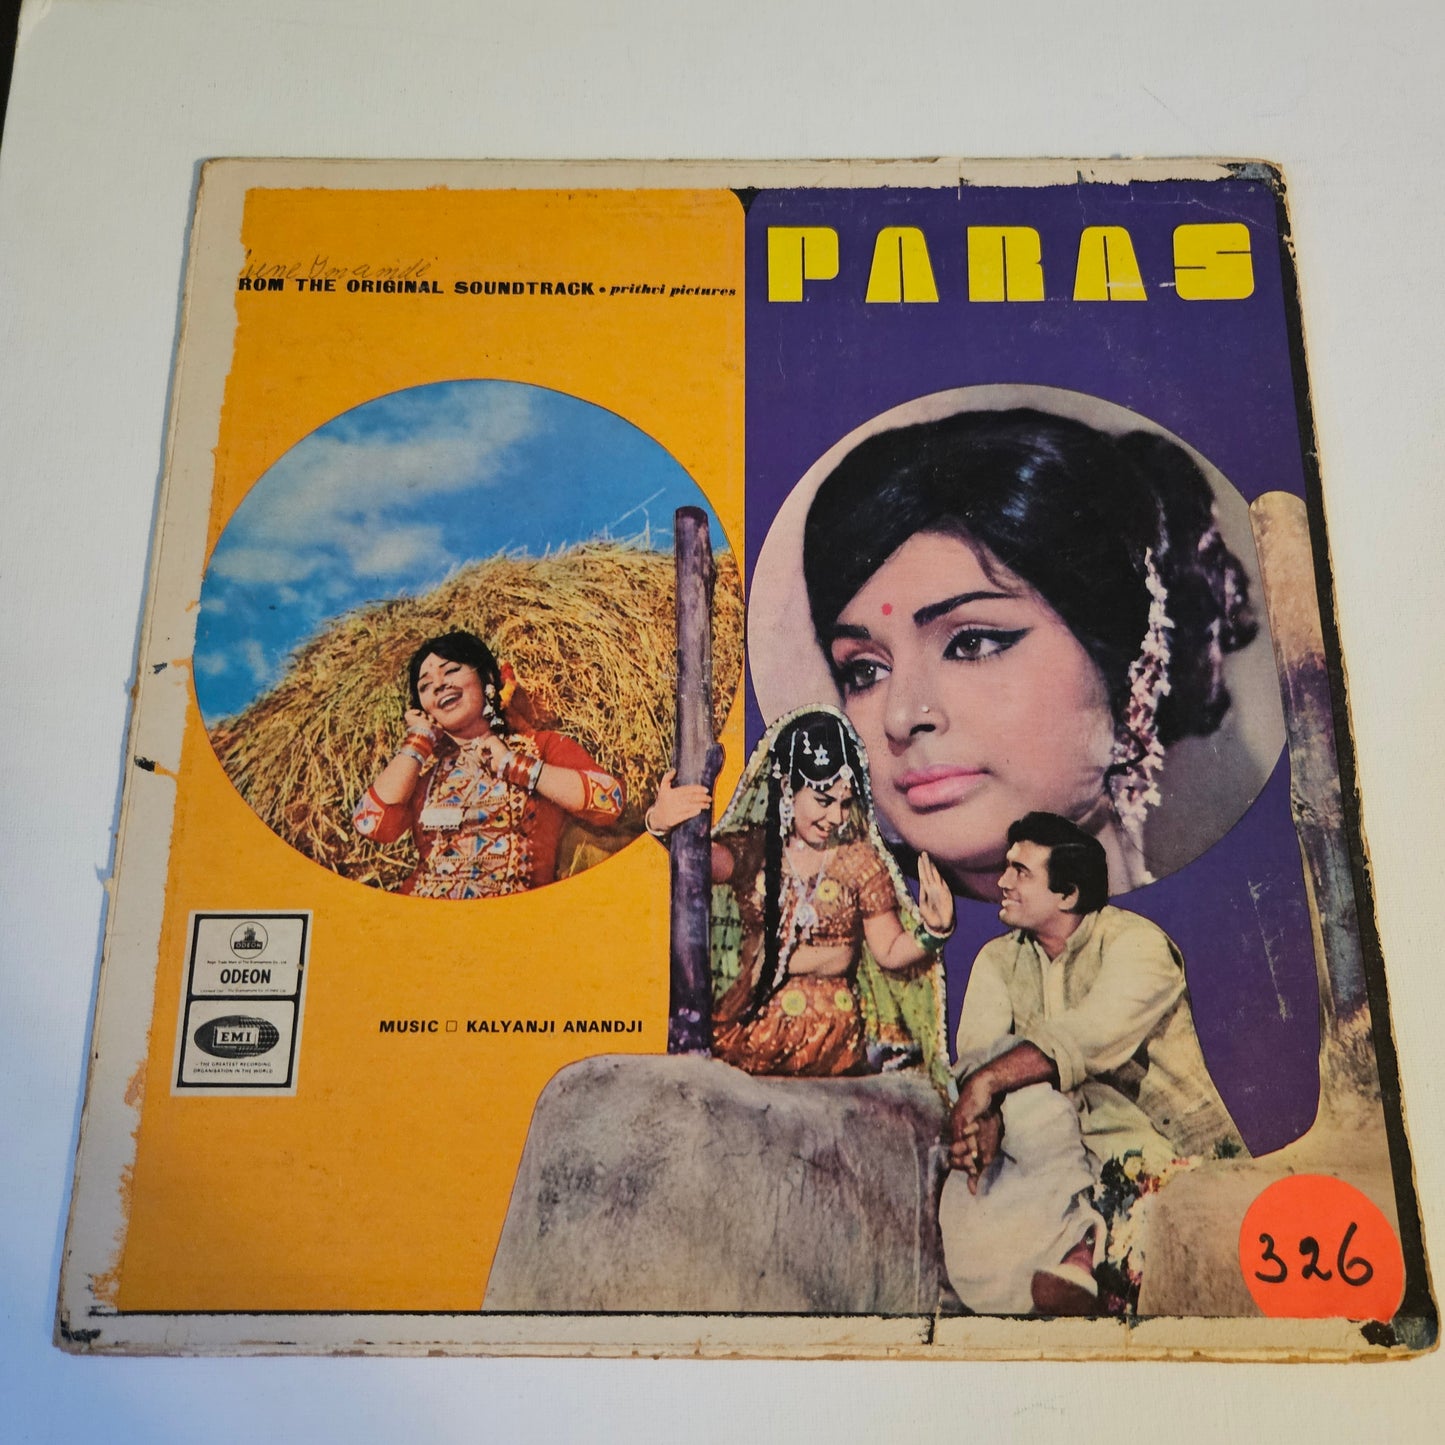 PARAS
ROM THE ORIGINAL SOUNDTRACK • prithvi pictures
ODEON
ODEON
MUSIC □ KALYANJI ANANDJI
EMI
THE GREATEST RECORDING
ORGANISATION IN THE WORLD
326